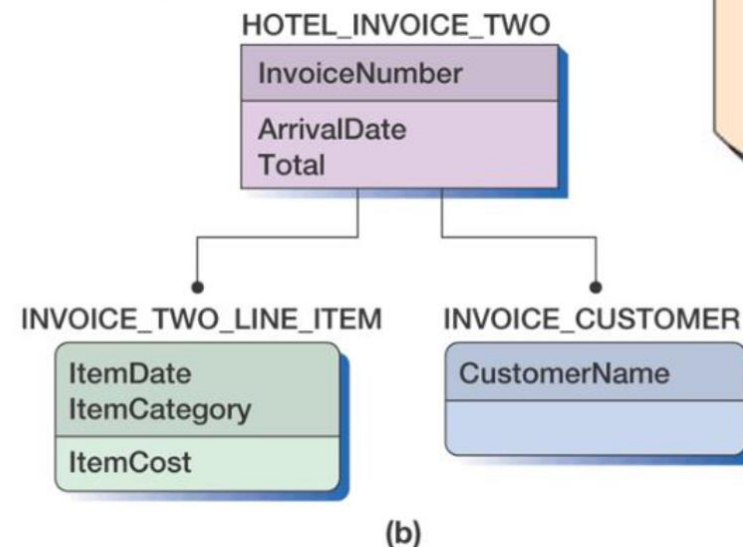 HOTEL_INVOICE_TWO
InvoiceNumber
ArrivalDate
Total
INVOICE_TWO_LINE_ITEM
ItemDate
ItemCategory
ItemCost
INVOICE_CUSTOMER
CustomerName
(b)